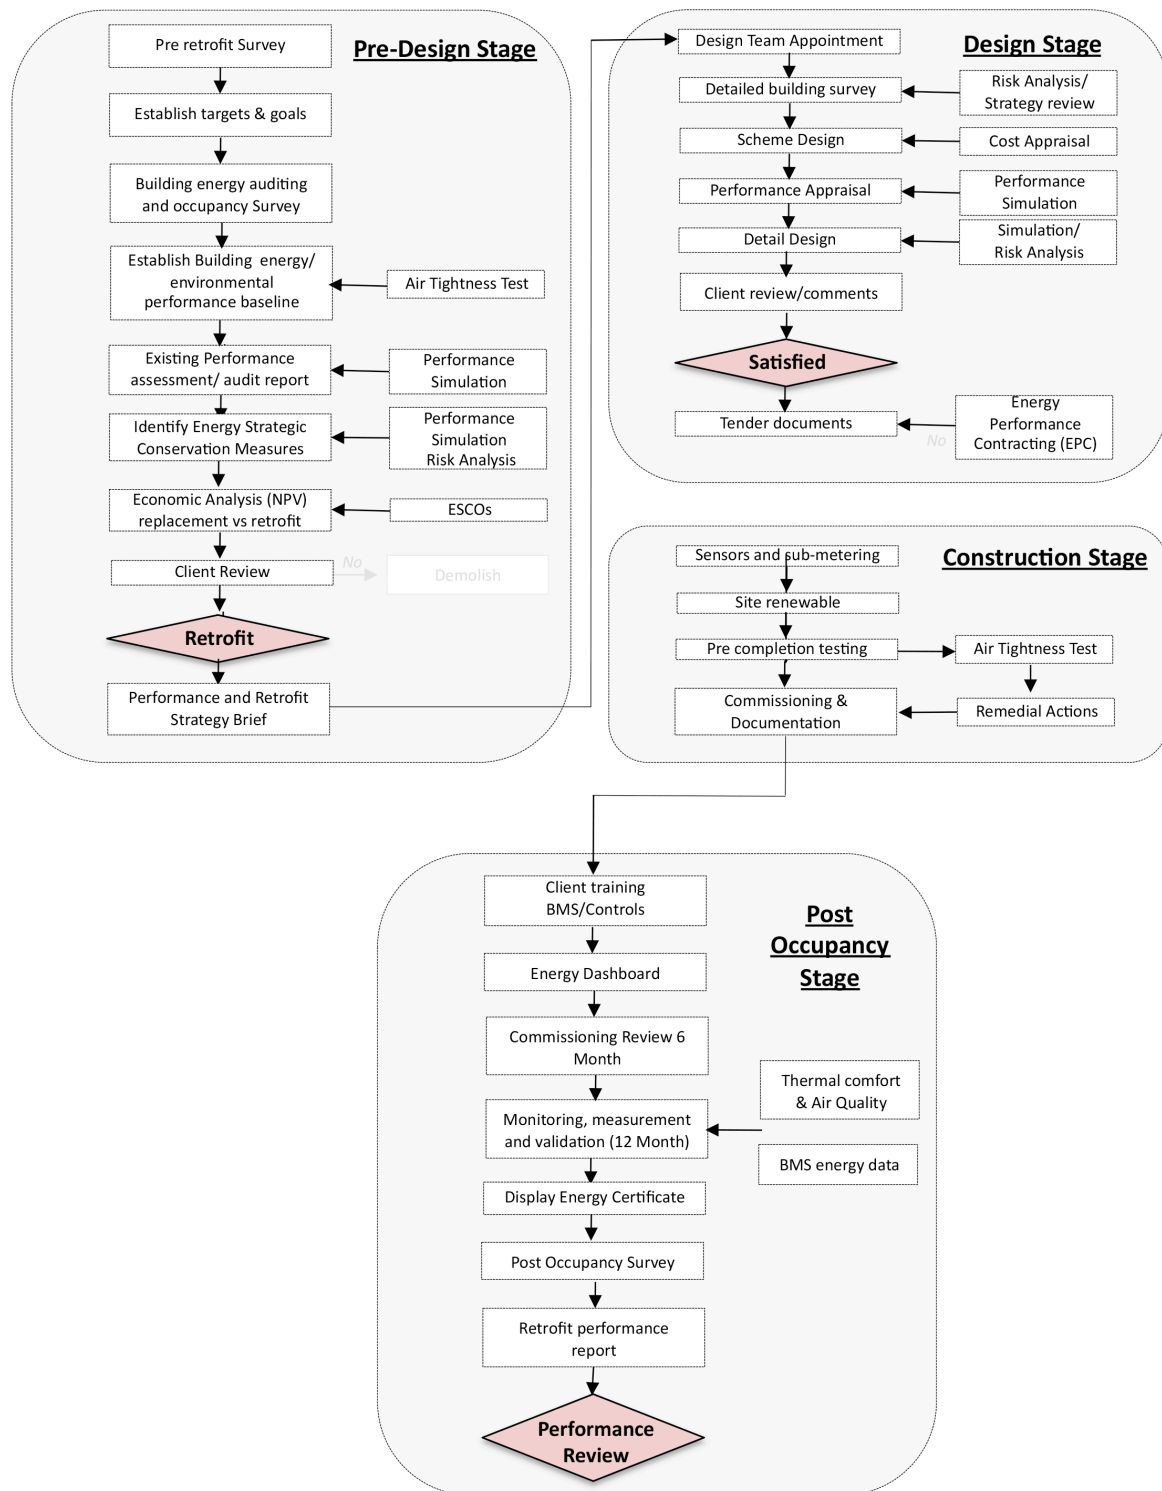 Pre-Design Stage
Pre retrofit Survey
Establish targets & goals
Building energy auditing
and occupancy Survey
Establish Building energy/
environmental
performance baseline
Air Tightness Test
Existing Performance
assessment/ audit report
Performance
Simulation
Identify Energy Strategic
Conservation Measures
Performance
Simulation
Risk Analysis
Economic Analysis (NPV)
replacement vs retrofit
ESCOs
Client Review
No
Demolish
Retrofit
Performance and Retrofit
Strategy Brief
Design Stage
Design Team Appointment
Detailed building survey
Risk Analysis/
Strategy review
Scheme Design
Cost Appraisal
Performance Appraisal
Performance
Simulation
Detail Design
Simulation/
Risk Analysis
Client review/comments
Satisfied
Tender documents
No
Energy
Performance
Contracting (EPC)
Construction Stage
Sensors and sub-metering
Site renewable
Pre completion testing
Air Tightness Test
Commissioning &
Documentation
Remedial Actions
Post
Occupancy
Stage
Client training
BMS/Controls
Energy Dashboard
Commissioning Review 6
Month
Thermal comfort
& Air Quality
Monitoring, measurement
and validation (12 Month)
BMS energy data
Display Energy Certificate
Post Occupancy Survey
Retrofit performance
report
Performance
Review